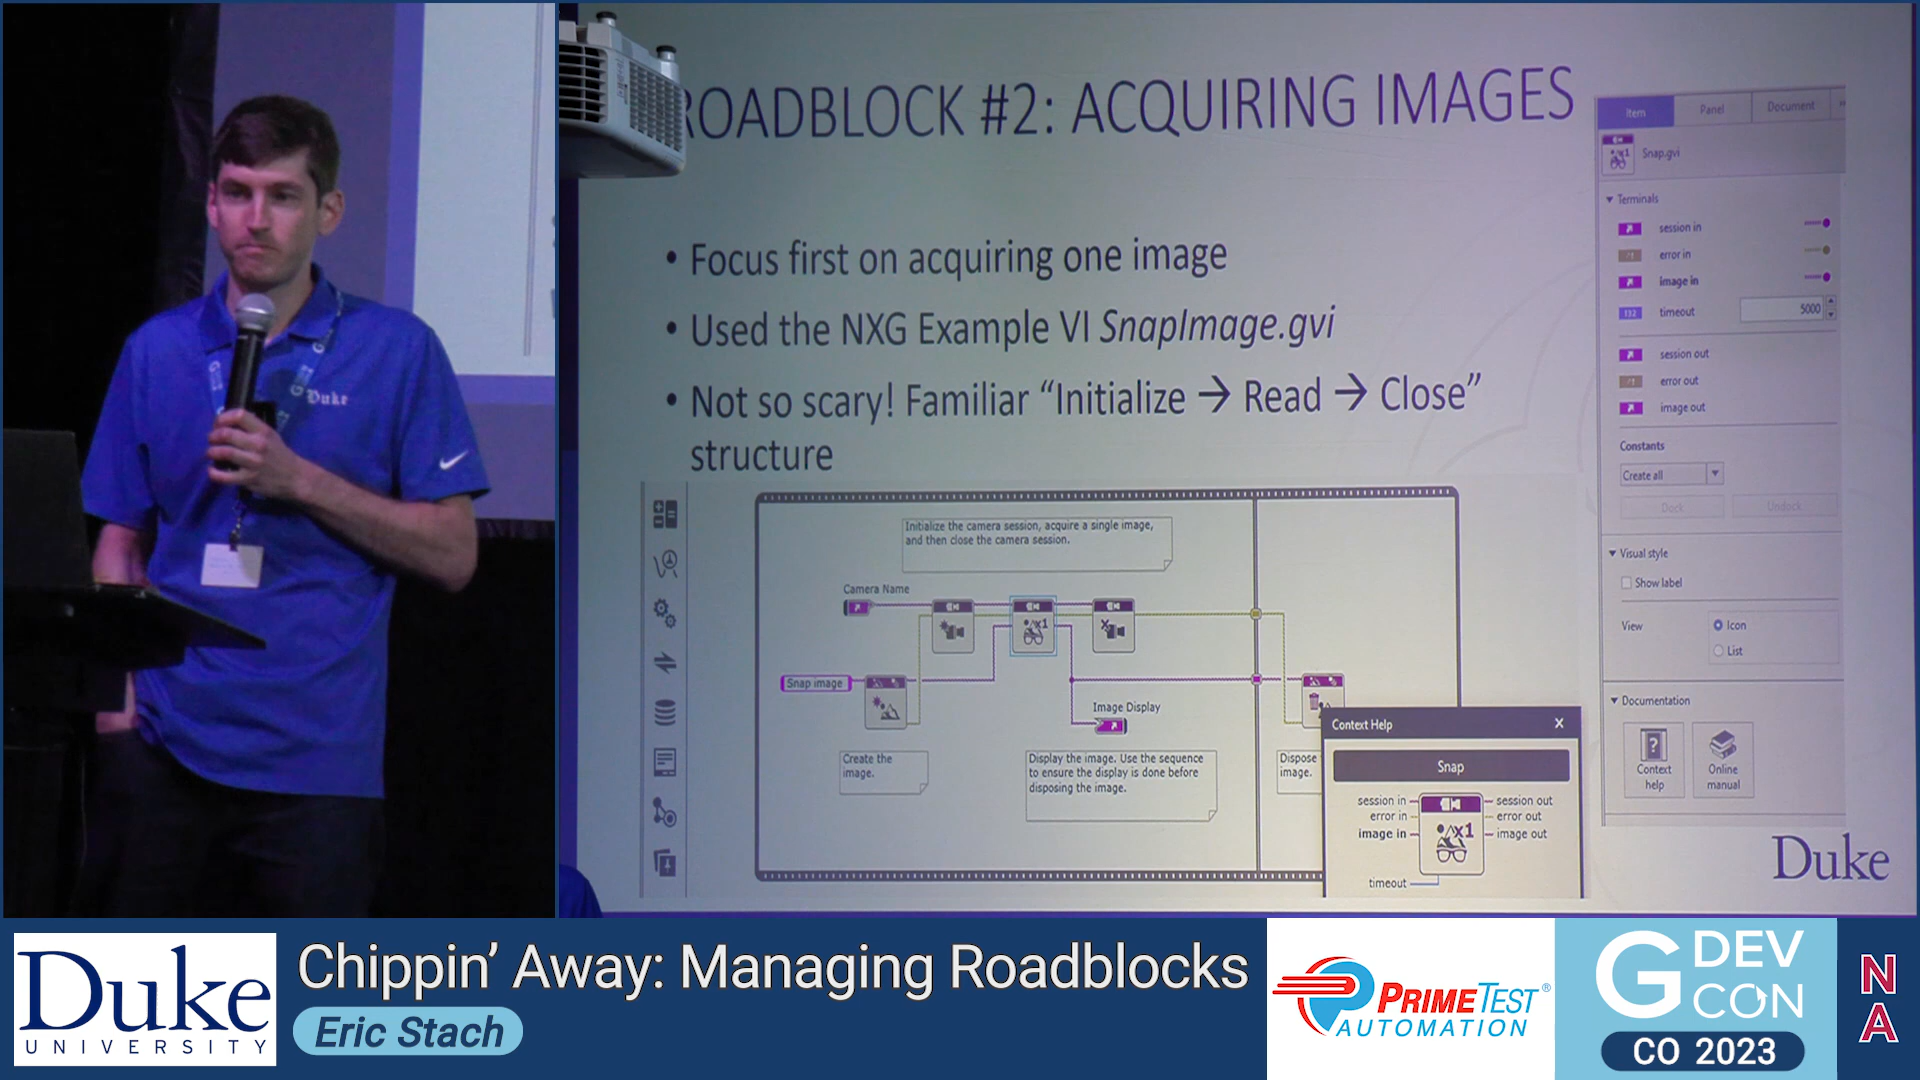 Duke
ROADBLOCK #2: ACQUIRING IMAGES
• Focus first on acquiring one image
• Used the NXG Example VI SnapImage.gvi
• Not so scary! Familiar “Initialize → Read → Close”
structure
Initialize the camera session, acquire a single image,
and then close the camera session.
Camera Name
x1
Snap image
Image Display
Create the
image.
Display the image. Use the sequence
to ensure the display is done before
disposing the image.
Dispose
image.
Context Help
Snap
session in
error in
image in
timeout
x1
session out
error out
image out
Item
Panel
Document
x1
Snap.gvi
Terminals
session in
error in
image in
timeout
5000
session out
error out
image out
Constants
Create all
Dock
Undock
Visual style
Show label
View
Icon
List
Documentation
?
Context
help
Online
manual
Duke
Duke
UNIVERSITY
Chippin’ Away: Managing Roadblocks
Eric Stach
PRIMETEST®
AUTOMATION
G DEV
CON
CO 2023
NA